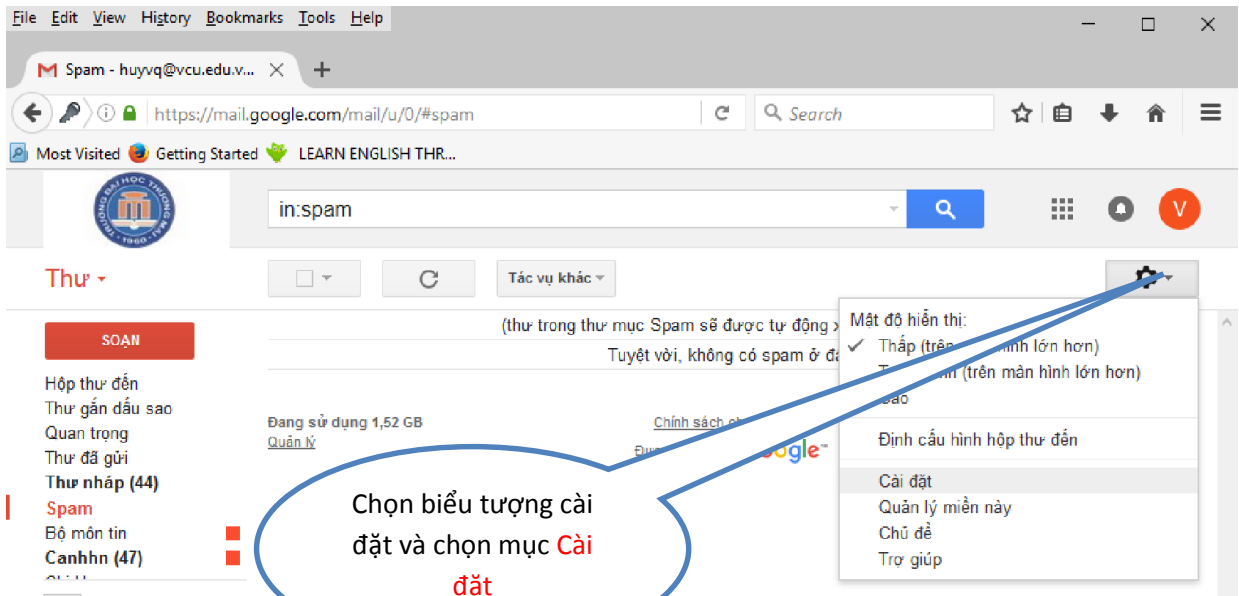 File Edit View History Bookmarks Tools Help
Spam - huyvq@vcu.edu.v...
https://mail.google.com/mail/u/0/#spam
Search
Most Visited Getting Started LEARN ENGLISH THR...
TRƯỜNG ĐẠI HỌC THƯƠNG MẠI
1960
in:spam
V
Thư
Tác vụ khác
SOẠN
(thư trong thư mục Spam sẽ được tự động
Tuyệt vời, không có spam ở
Hộp thư đến
Thư gắn dấu sao
Quan trọng
Thư đã gửi
Thư nháp (44)
Spam
Bộ môn tin
Canhhn (47)
Đang sử dụng 1,52 GB
Quản lý
Chính sách
Mật độ hiển thị:
Thấp (trên hình lớn hơn)
(trên màn hình lớn hơn)
Định cấu hình hộp thư đến
Cài đặt
Quản lý miền này
Chủ đề
Trợ giúp
Chọn biểu tượng cài
đặt và chọn mục Cài
đặt